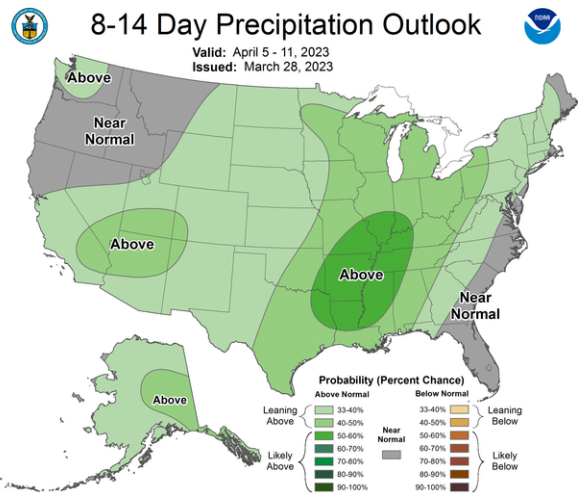 8-14 Day Precipitation Outlook
Valid: April 5 - 11, 2023
Issued: March 28, 2023
NOAA
Above
Near
Normal
Above
Above
Near
Normal
Above
Probability (Percent Chance)
Above Normal
Below Normal
Leaning
Above
33-40%
40-50%
Likely
Above
50-60%
60-70%
70-80%
80-90%
90-100%
Near
Normal
33-40%
40-50%
Leaning
Below
50-60%
60-70%
70-80%
80-90%
90-100%
Likely
Below